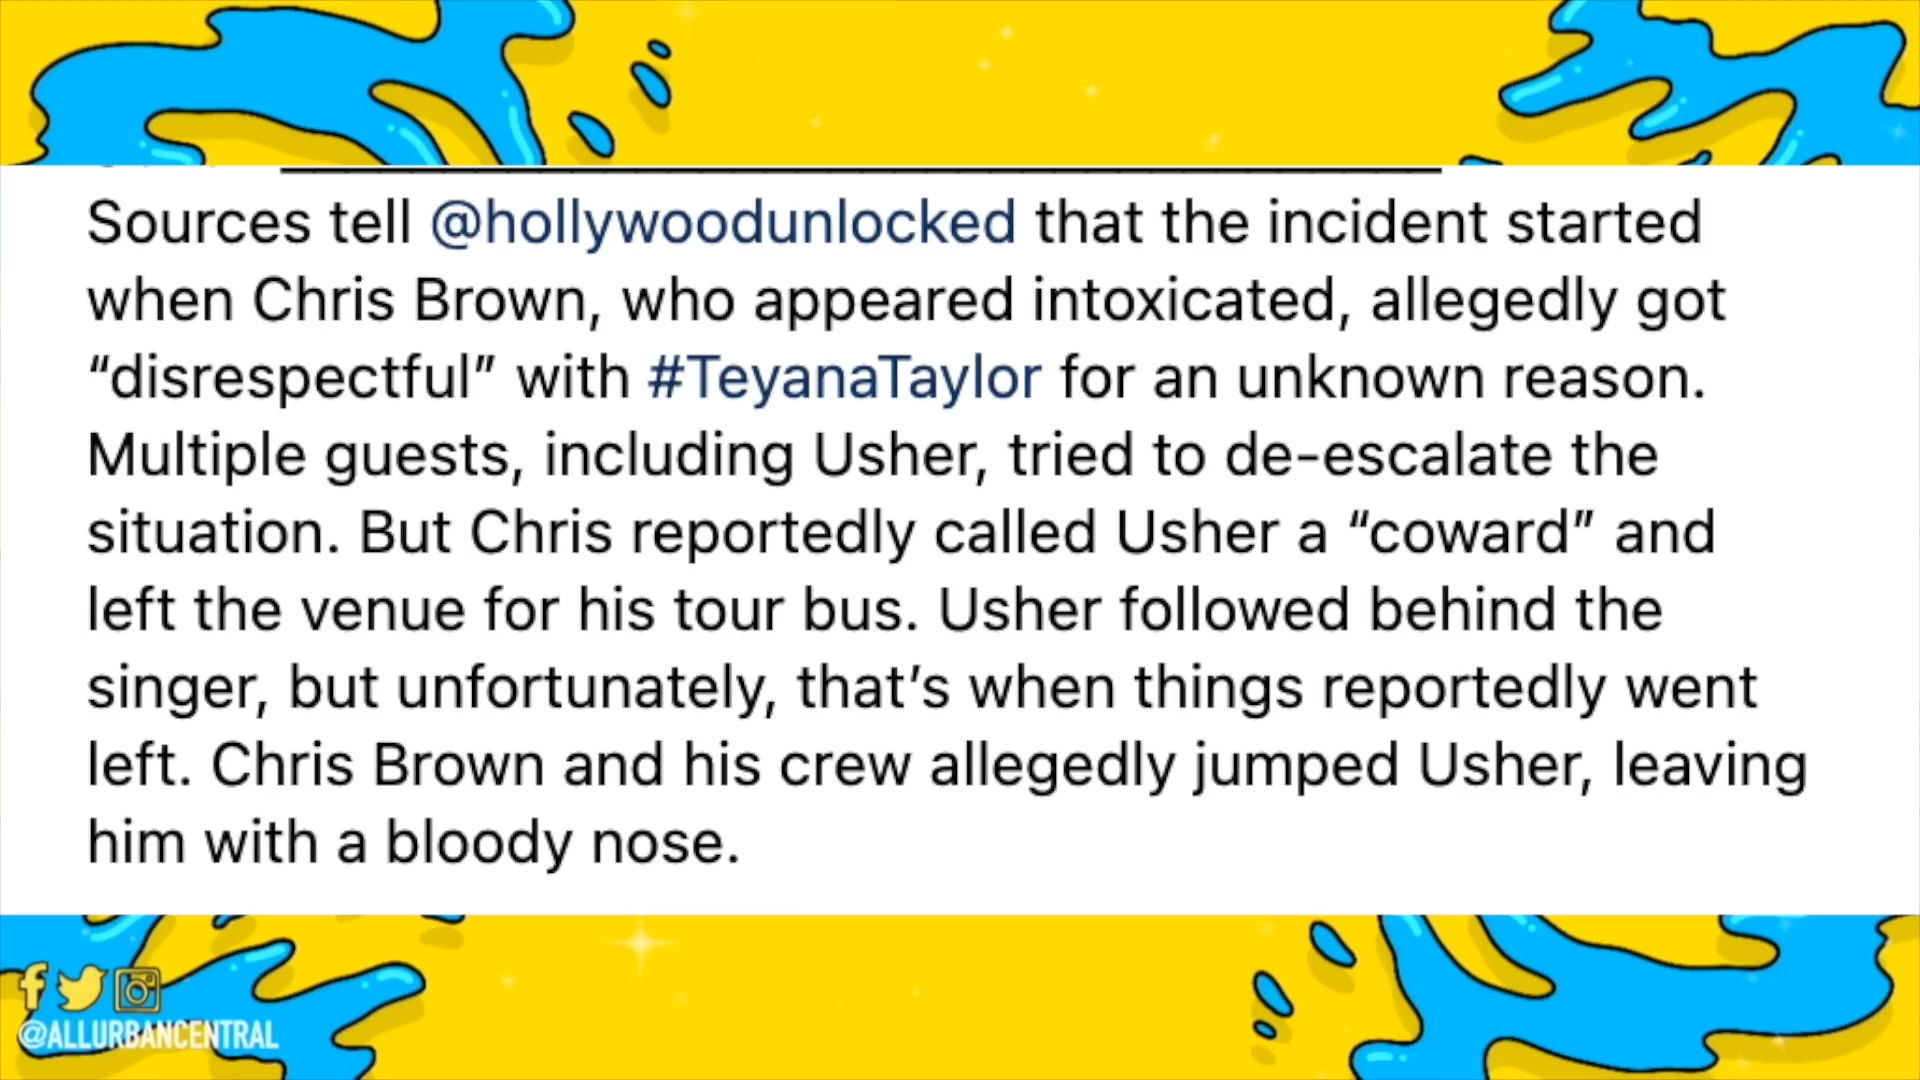 Sources tell @hollywoodunlocked that the incident started
when Chris Brown, who appeared intoxicated, allegedly got
“disrespectful” with #TeyanaTaylor for an unknown reason.
Multiple guests, including Usher, tried to de-escalate the
situation. But Chris reportedly called Usher a “coward” and
left the venue for his tour bus. Usher followed behind the
singer, but unfortunately, that’s when things reportedly went
left. Chris Brown and his crew allegedly jumped Usher, leaving
him with a bloody nose.
@ALLURBANCENTRAL